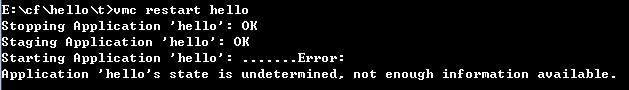 E:\cf\hello\t>vmc restart hello
Stopping Application 'hello': OK
Staging Application 'hello': OK
Starting Application 'hello': .......Error:
Application 'hello's state is undetermined, not enough information available.